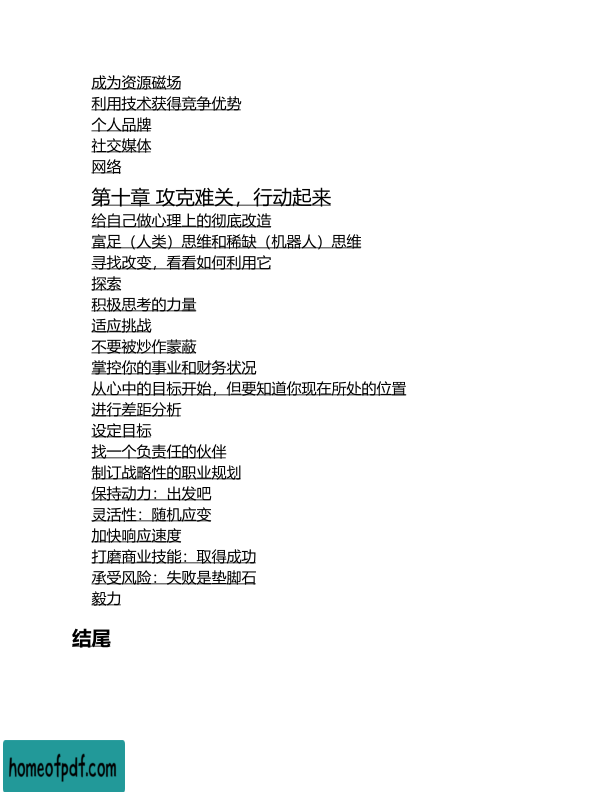 成为资源磁场
利用技术获得竞争优势
个人品牌
社交媒体
网络
第十章 攻克难关，行动起来
给自己做心理上的彻底改造
富足（人类）思维和稀缺（机器人）思维
寻找改变，看看如何利用它
探索
积极思考的力量
适应挑战
不要被炒作蒙蔽
掌控你的事业和财务状况
从心中的目标开始，但要知道你现在所处的位置
进行差距分析
设定目标
找一个负责任的伙伴
制订战略性的职业规划
保持动力：出发吧
灵活性：随机应变
加快响应速度
打磨商业技能：取得成功
承受风险：失败是垫脚石
毅力
结尾
homeofpdf.com